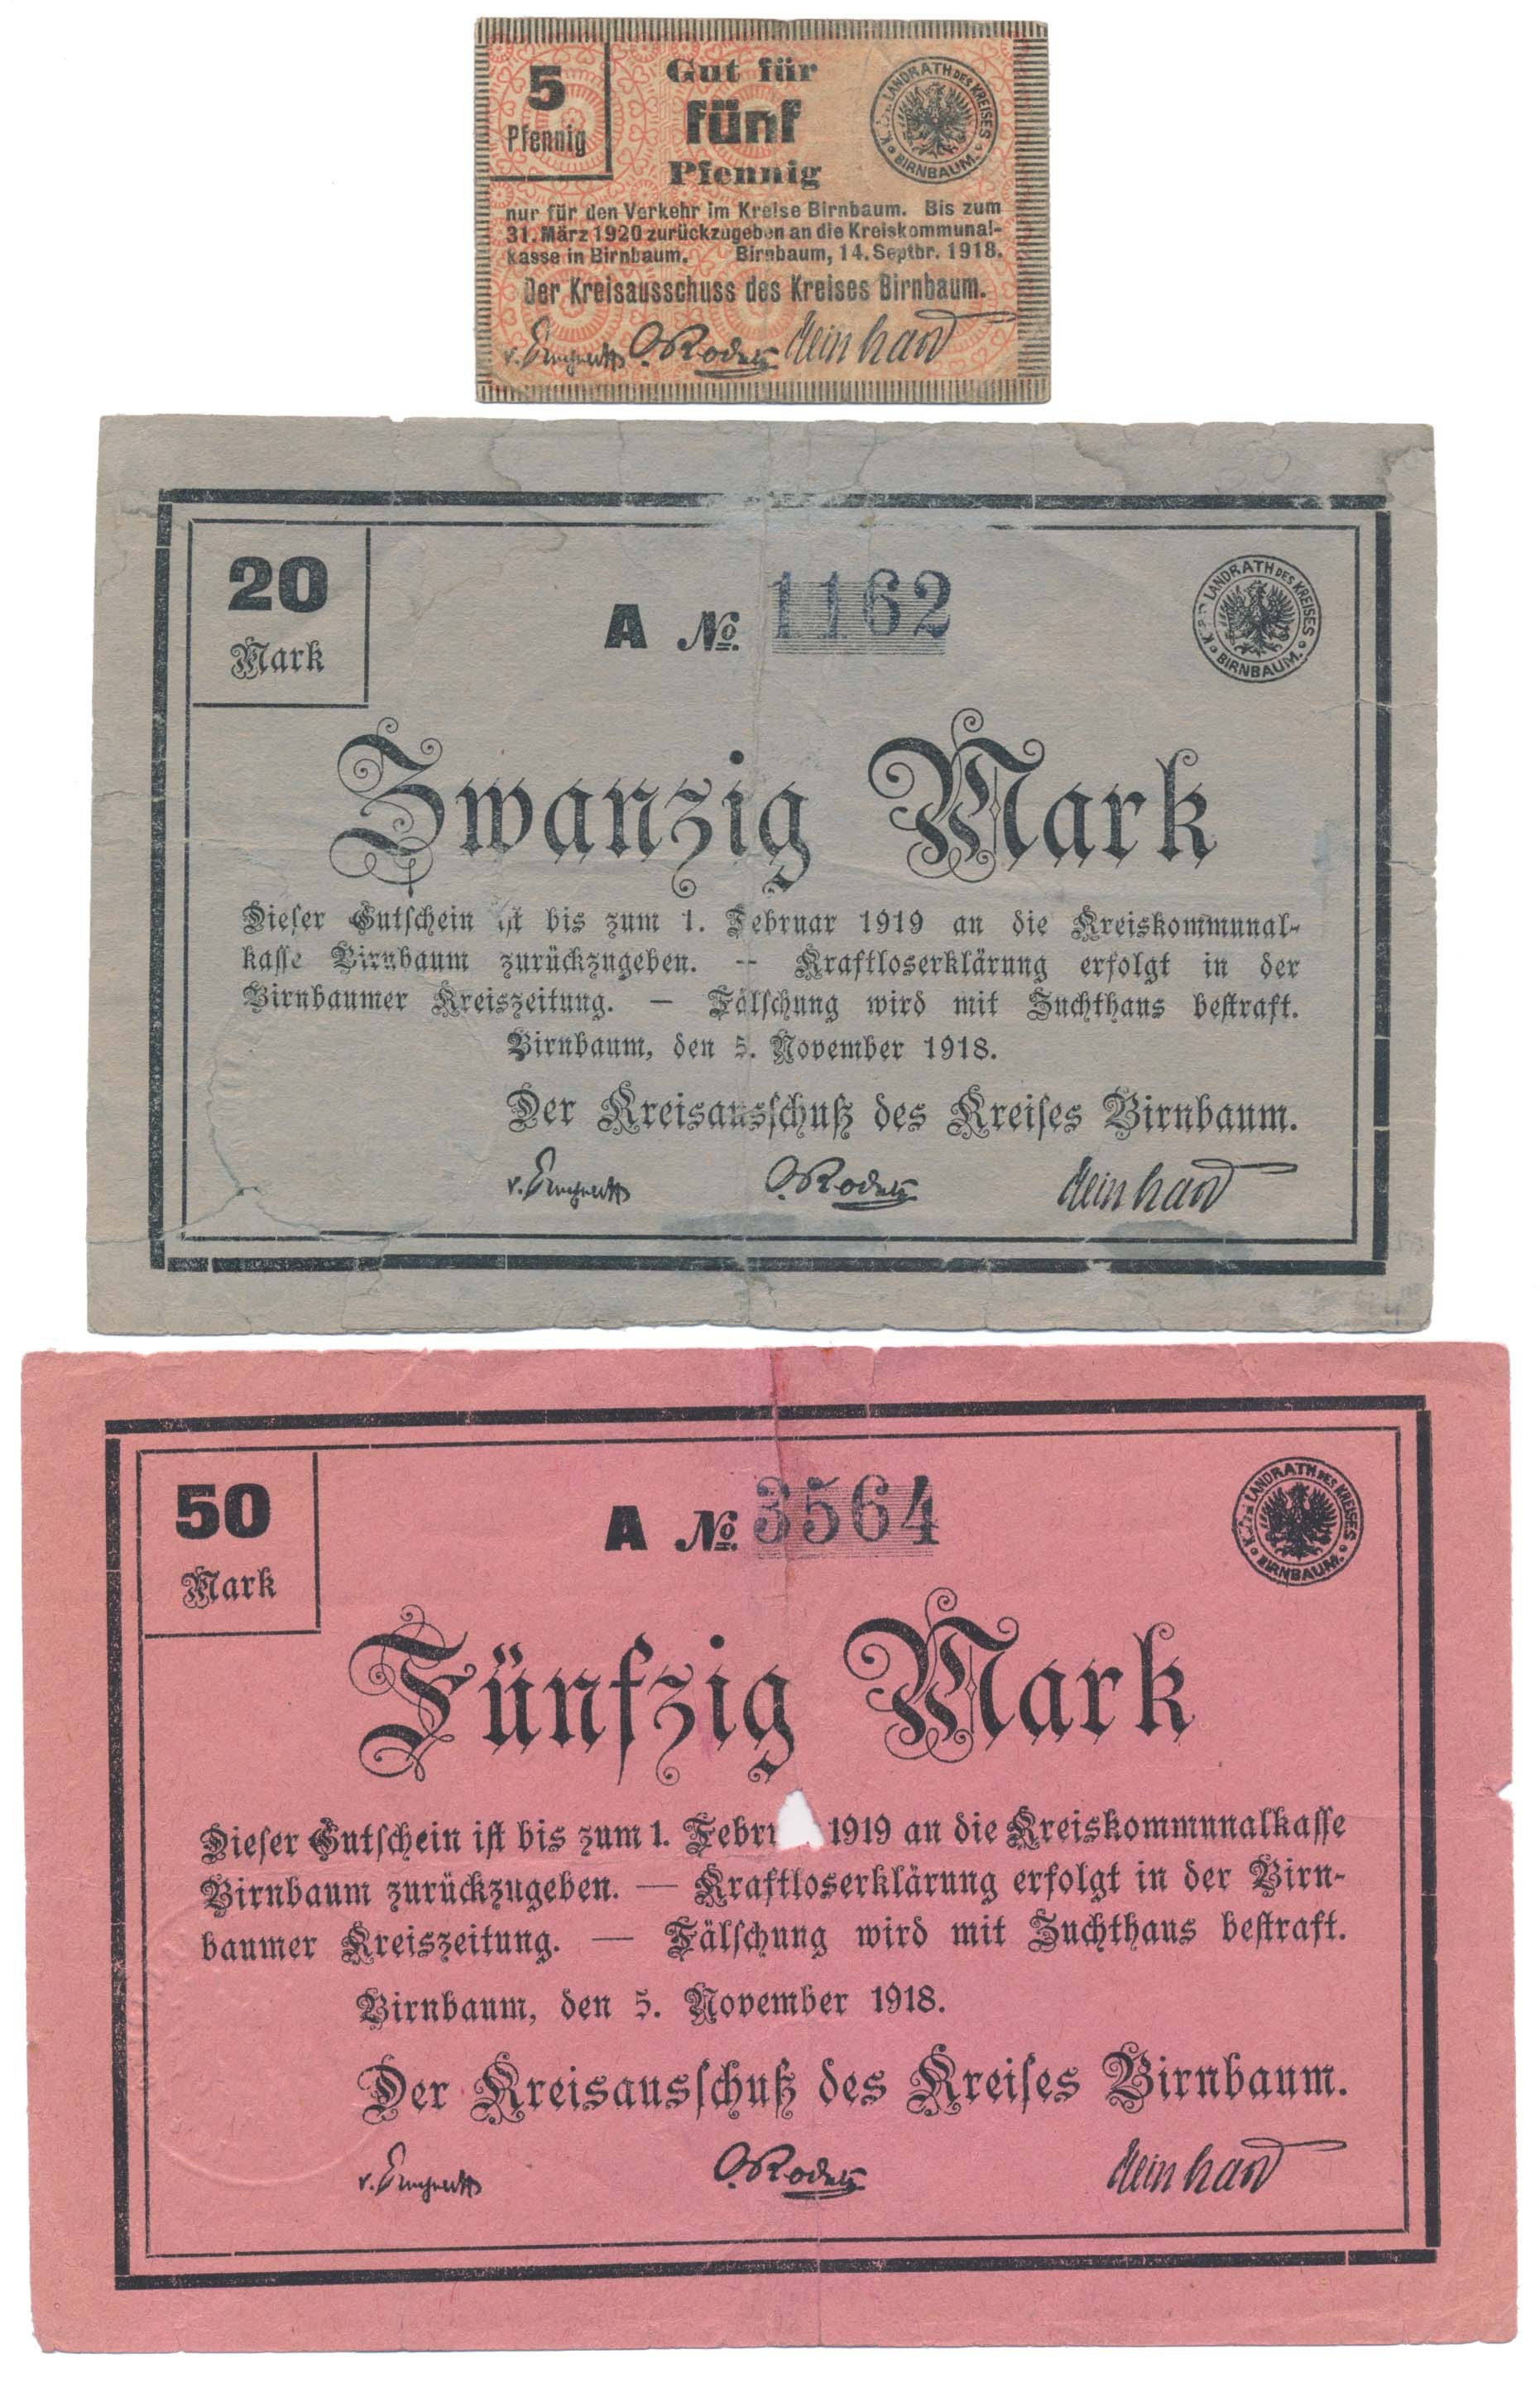 5
Pfennig
Gut für
fünf
Pfennig
LANDRATH DES KREISES
BIRNBAUM.
nur für den Verkehr im Kreise Birnbaum. Bis zum
31. März 1920 zurückzugeben an die Kreiskommunal-
kasse in Birnbaum. Birnbaum, 14. Septbr. 1918.
Der Kreisausschuss des Kreises Birnbaum.
20
Mark
A No. 1162
LANDRATH DES KREISES
BIRNBAUM.
Zwanzig Mark
Dieser Gutschein ist bis zum 1. Februar 1919 an die Kreiskommunal-
kasse Birnbaum zurückzugeben. — Kraftloserklärung erfolgt in der
Birnbaumer Kreiszeitung. — Fälschung wird mit Zuchthaus bestraft.
Birnbaum, den 5. November 1918.
Der Kreisausschuß des Kreises Birnbaum.
50
Mark
A No. 3564
LANDRATH DES KREISES
BIRNBAUM.
Fünfzig Mark
Dieser Gutschein ist bis zum 1. Febru 1919 an die Kreiskommunalkasse
Birnbaum zurückzugeben. — Kraftloserklärung erfolgt in der Birn-
baumer Kreiszeitung. — Fälschung wird mit Zuchthaus bestraft.
Birnbaum, den 5. November 1918.
Der Kreisausschuß des Kreises Birnbaum.